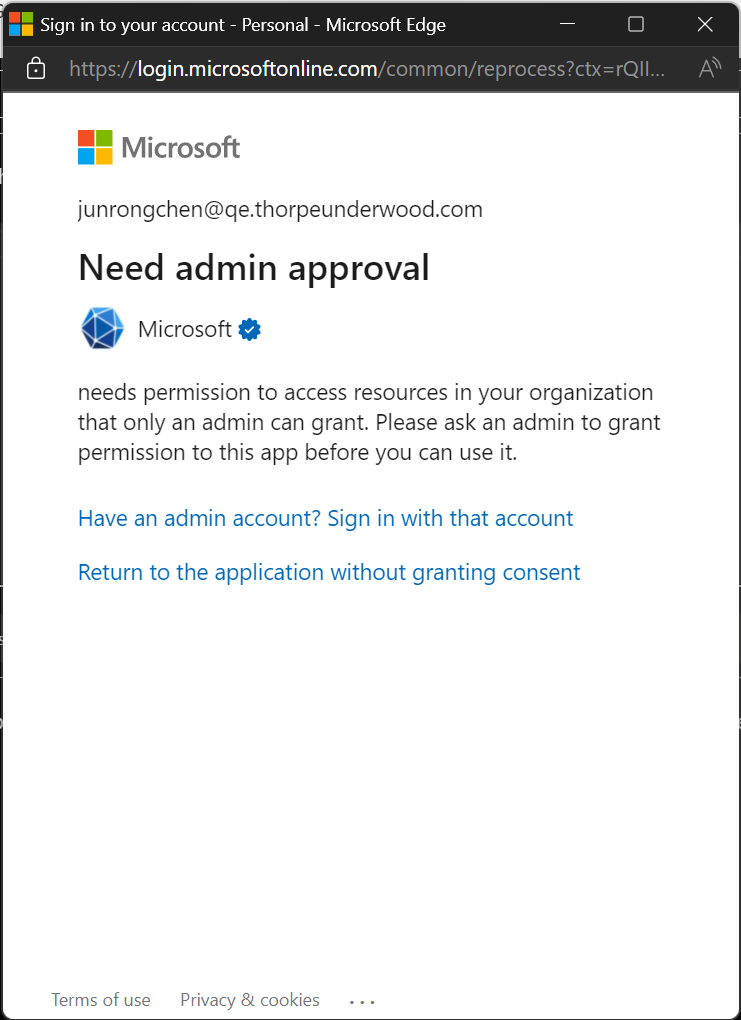 Sign in to your account - Personal - Microsoft Edge
https://login.microsoftonline.com/common/reprocess?ctx=rQII...
Microsoft
junrongchen@qe.thorpeunderwood.com
Need admin approval
Microsoft
needs permission to access resources in your organization
that only an admin can grant. Please ask an admin to grant
permission to this app before you can use it.
Have an admin account? Sign in with that account
Return to the application without granting consent
Terms of use Privacy & cookies ...